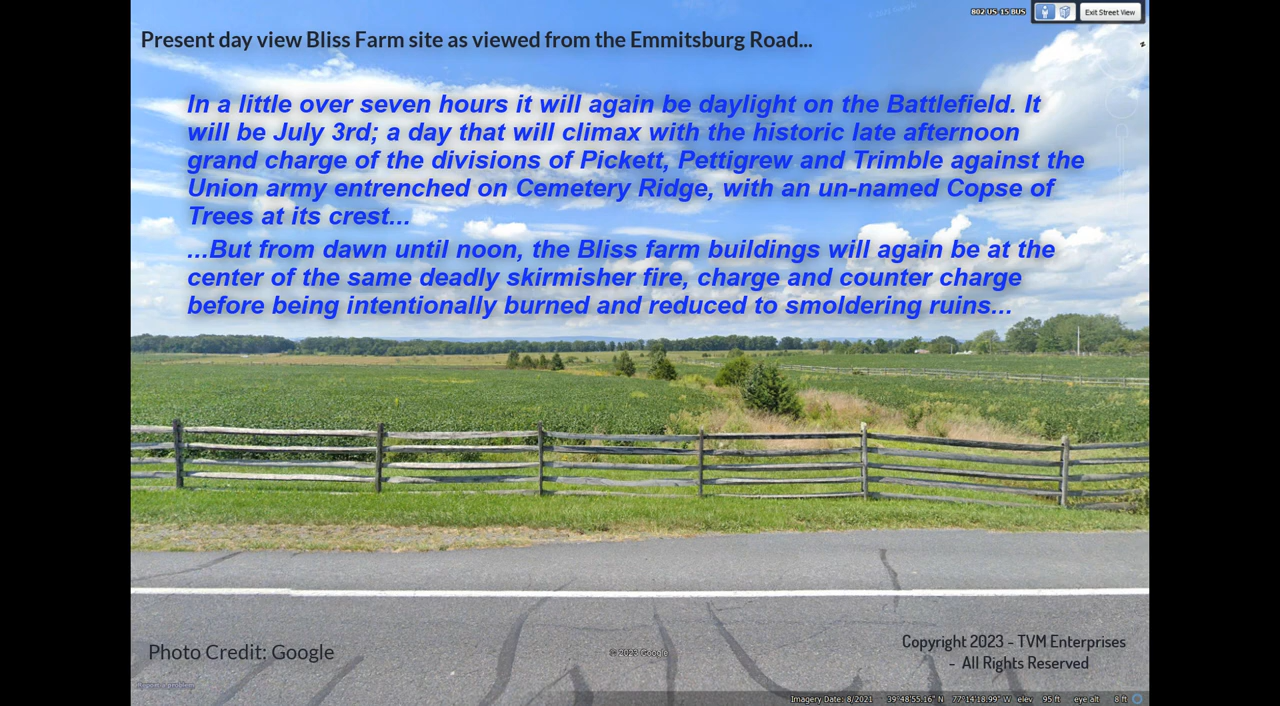 802 US-15 BUS
Exit Street View
Present day view Bliss Farm site as viewed from the Emmitsburg Road...
In a little over seven hours it will again be daylight on the Battlefield. It
will be July 3rd; a day that will climax with the historic late afternoon
grand charge of the divisions of Pickett, Pettigrew and Trimble against the
Union army entrenched on Cemetery Ridge, with an un-named Copse of
Trees at its crest...
...But from dawn until noon, the Bliss farm buildings will again be at the
center of the same deadly skirmisher fire, charge and counter charge
before being intentionally burned and reduced to smoldering ruins...
Photo Credit: Google
© 2023 Google
Copyright 2023 - TVM Enterprises
- All Rights Reserved
Report a problem
Imagery Date: 8/2021 39°48'55.16" N 77°14'18.99" W elev 95 ft eye alt 8 ft